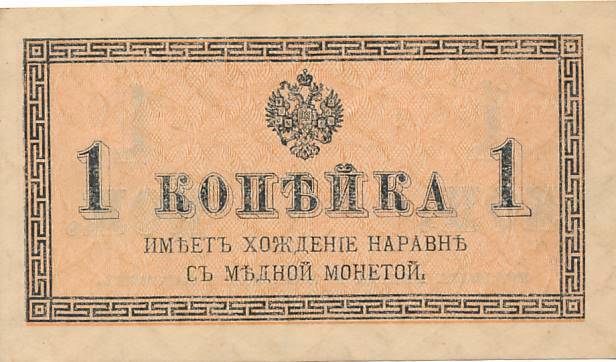 1 КОПѢЙКА 1
ИМѢЕТЪ ХОЖДЕНІЕ НАРАВНѢ
СЪ МѢДНОЙ МОНЕТОЙ.